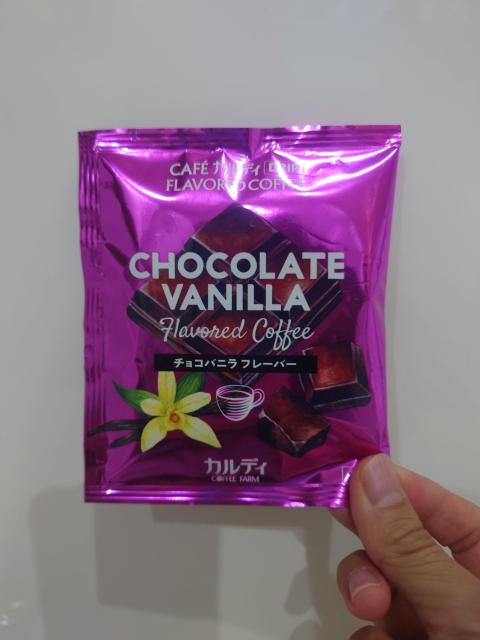 CAFÉ カルディ [DRIP]
FLAVORED COFFEE
CHOCOLATE
VANILLA
Flavored Coffee
チョコバニラ フレーバー
カルディ
COFFEE FARM